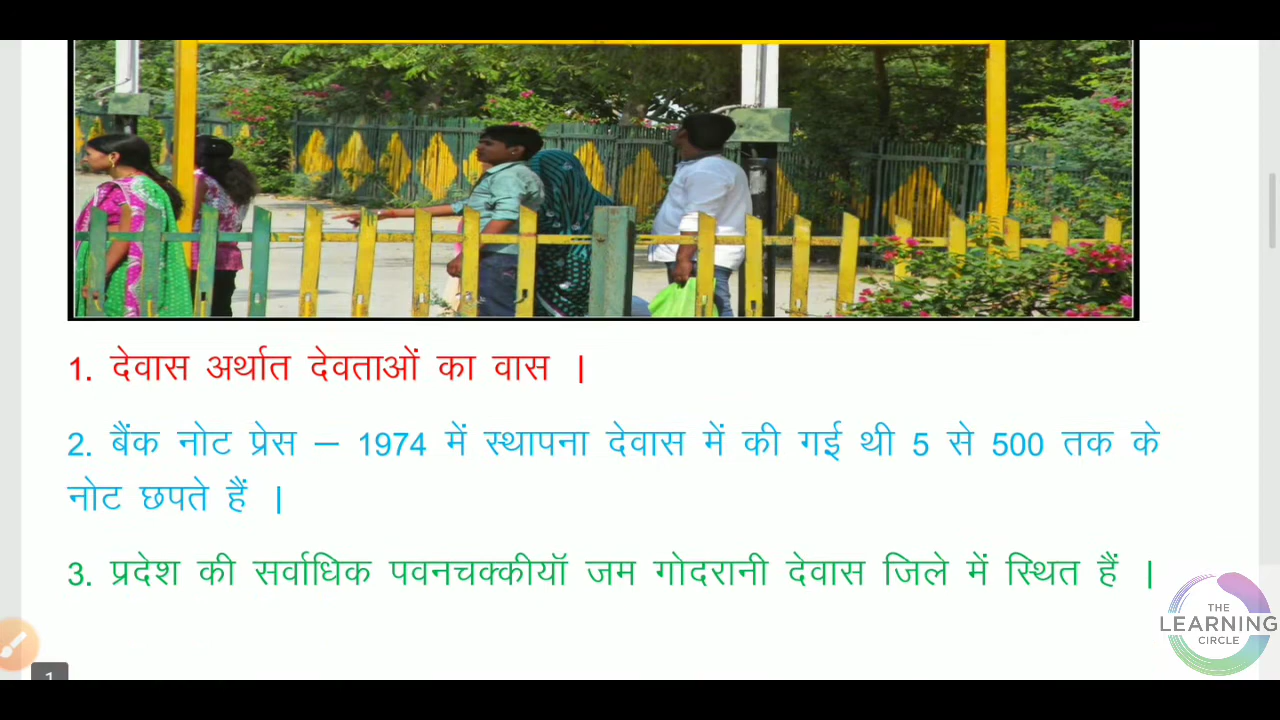 1. देवास अर्थात देवताओं का वास |
2. बैंक नोट प्रेस – 1974 में स्थापना देवास में की गई थी 5 से 500 तक के
नोट छपते हैं |
3. प्रदेश की सर्वाधिक पवनचक्कीयॉ जम गोदरानी देवास जिले में स्थित हैं |
THE
LEARNING
CIRCLE
1